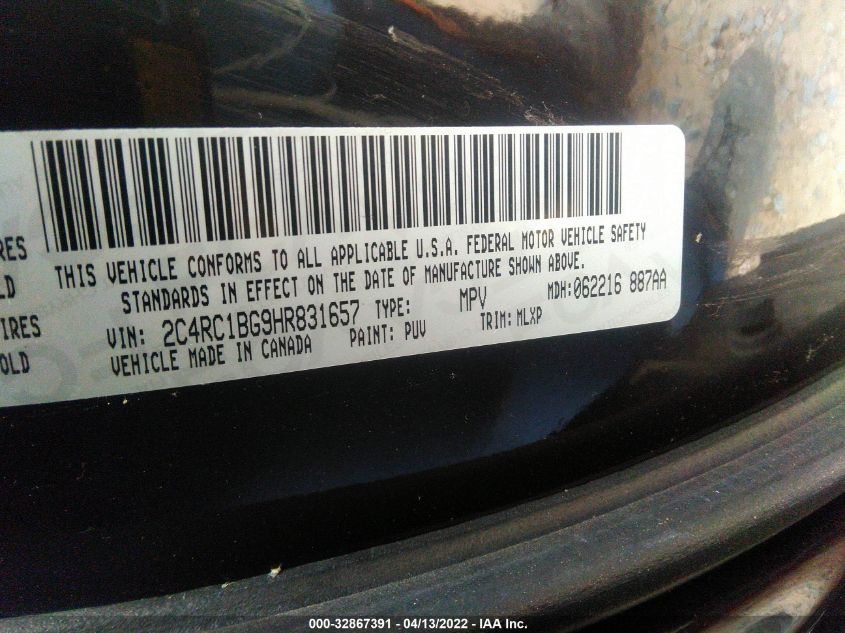 THIS VEHICLE CONFORMS TO ALL APPLICABLE U.S.A. FEDERAL MOTOR VEHICLE SAFETY
STANDARDS IN EFFECT ON THE DATE OF MANUFACTURE SHOWN ABOVE.
VIN: 2C4RC1BG9HR831657 TYPE: MPV MDH:062216 887AA
VEHICLE MADE IN CANADA PAINT: PUV TRIM: MLXP
RES
LD
IRES
OLD
000-32867391 - 04/13/2022 - IAA Inc.